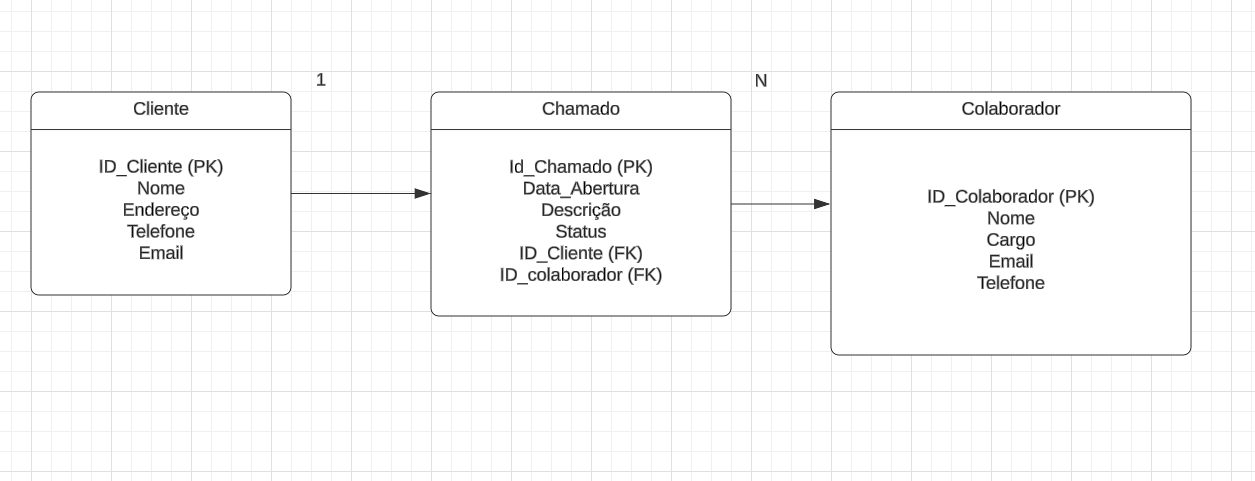 1
N
Cliente
ID_Cliente (PK)
Nome
Endereço
Telefone
Email
Chamado
Id_Chamado (PK)
Data_Abertura
Descrição
Status
ID_Cliente (FK)
ID_colaborador (FK)
Colaborador
ID_Colaborador (PK)
Nome
Cargo
Email
Telefone